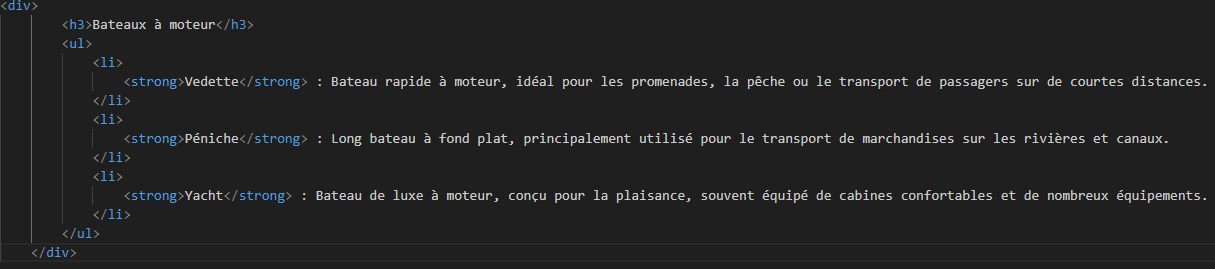 <div>
<h3>Bateaux à moteur</h3>
<ul>
<li>
<strong>Vedette</strong> : Bateau rapide à moteur, idéal pour les promenades, la pêche ou le transport de passagers sur de courtes distances.
</li>
<li>
<strong>Péniche</strong> : Long bateau à fond plat, principalement utilisé pour le transport de marchandises sur les rivières et canaux.
</li>
<li>
<strong>Yacht</strong> : Bateau de luxe à moteur, conçu pour la plaisance, souvent équipé de cabines confortables et de nombreux équipements.
</li>
</ul>
</div>